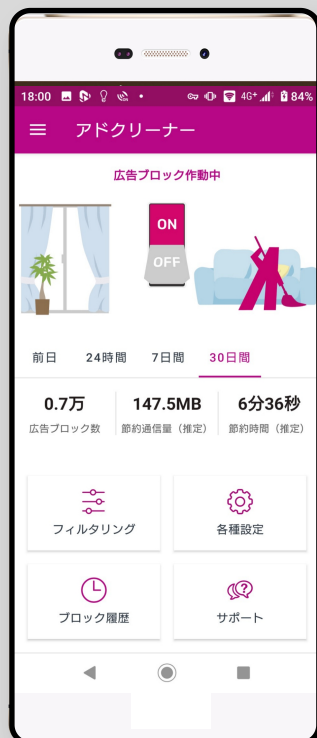 18:00 4G+ 84%
アドクリーナー
広告ブロック作動中
ON
OFF
前日 24時間 7日間 30日間
0.7万 147.5MB 6分36秒
広告ブロック数 節約通信量（推定） 節約時間（推定）
フィルタリング 各種設定
ブロック履歴 サポート